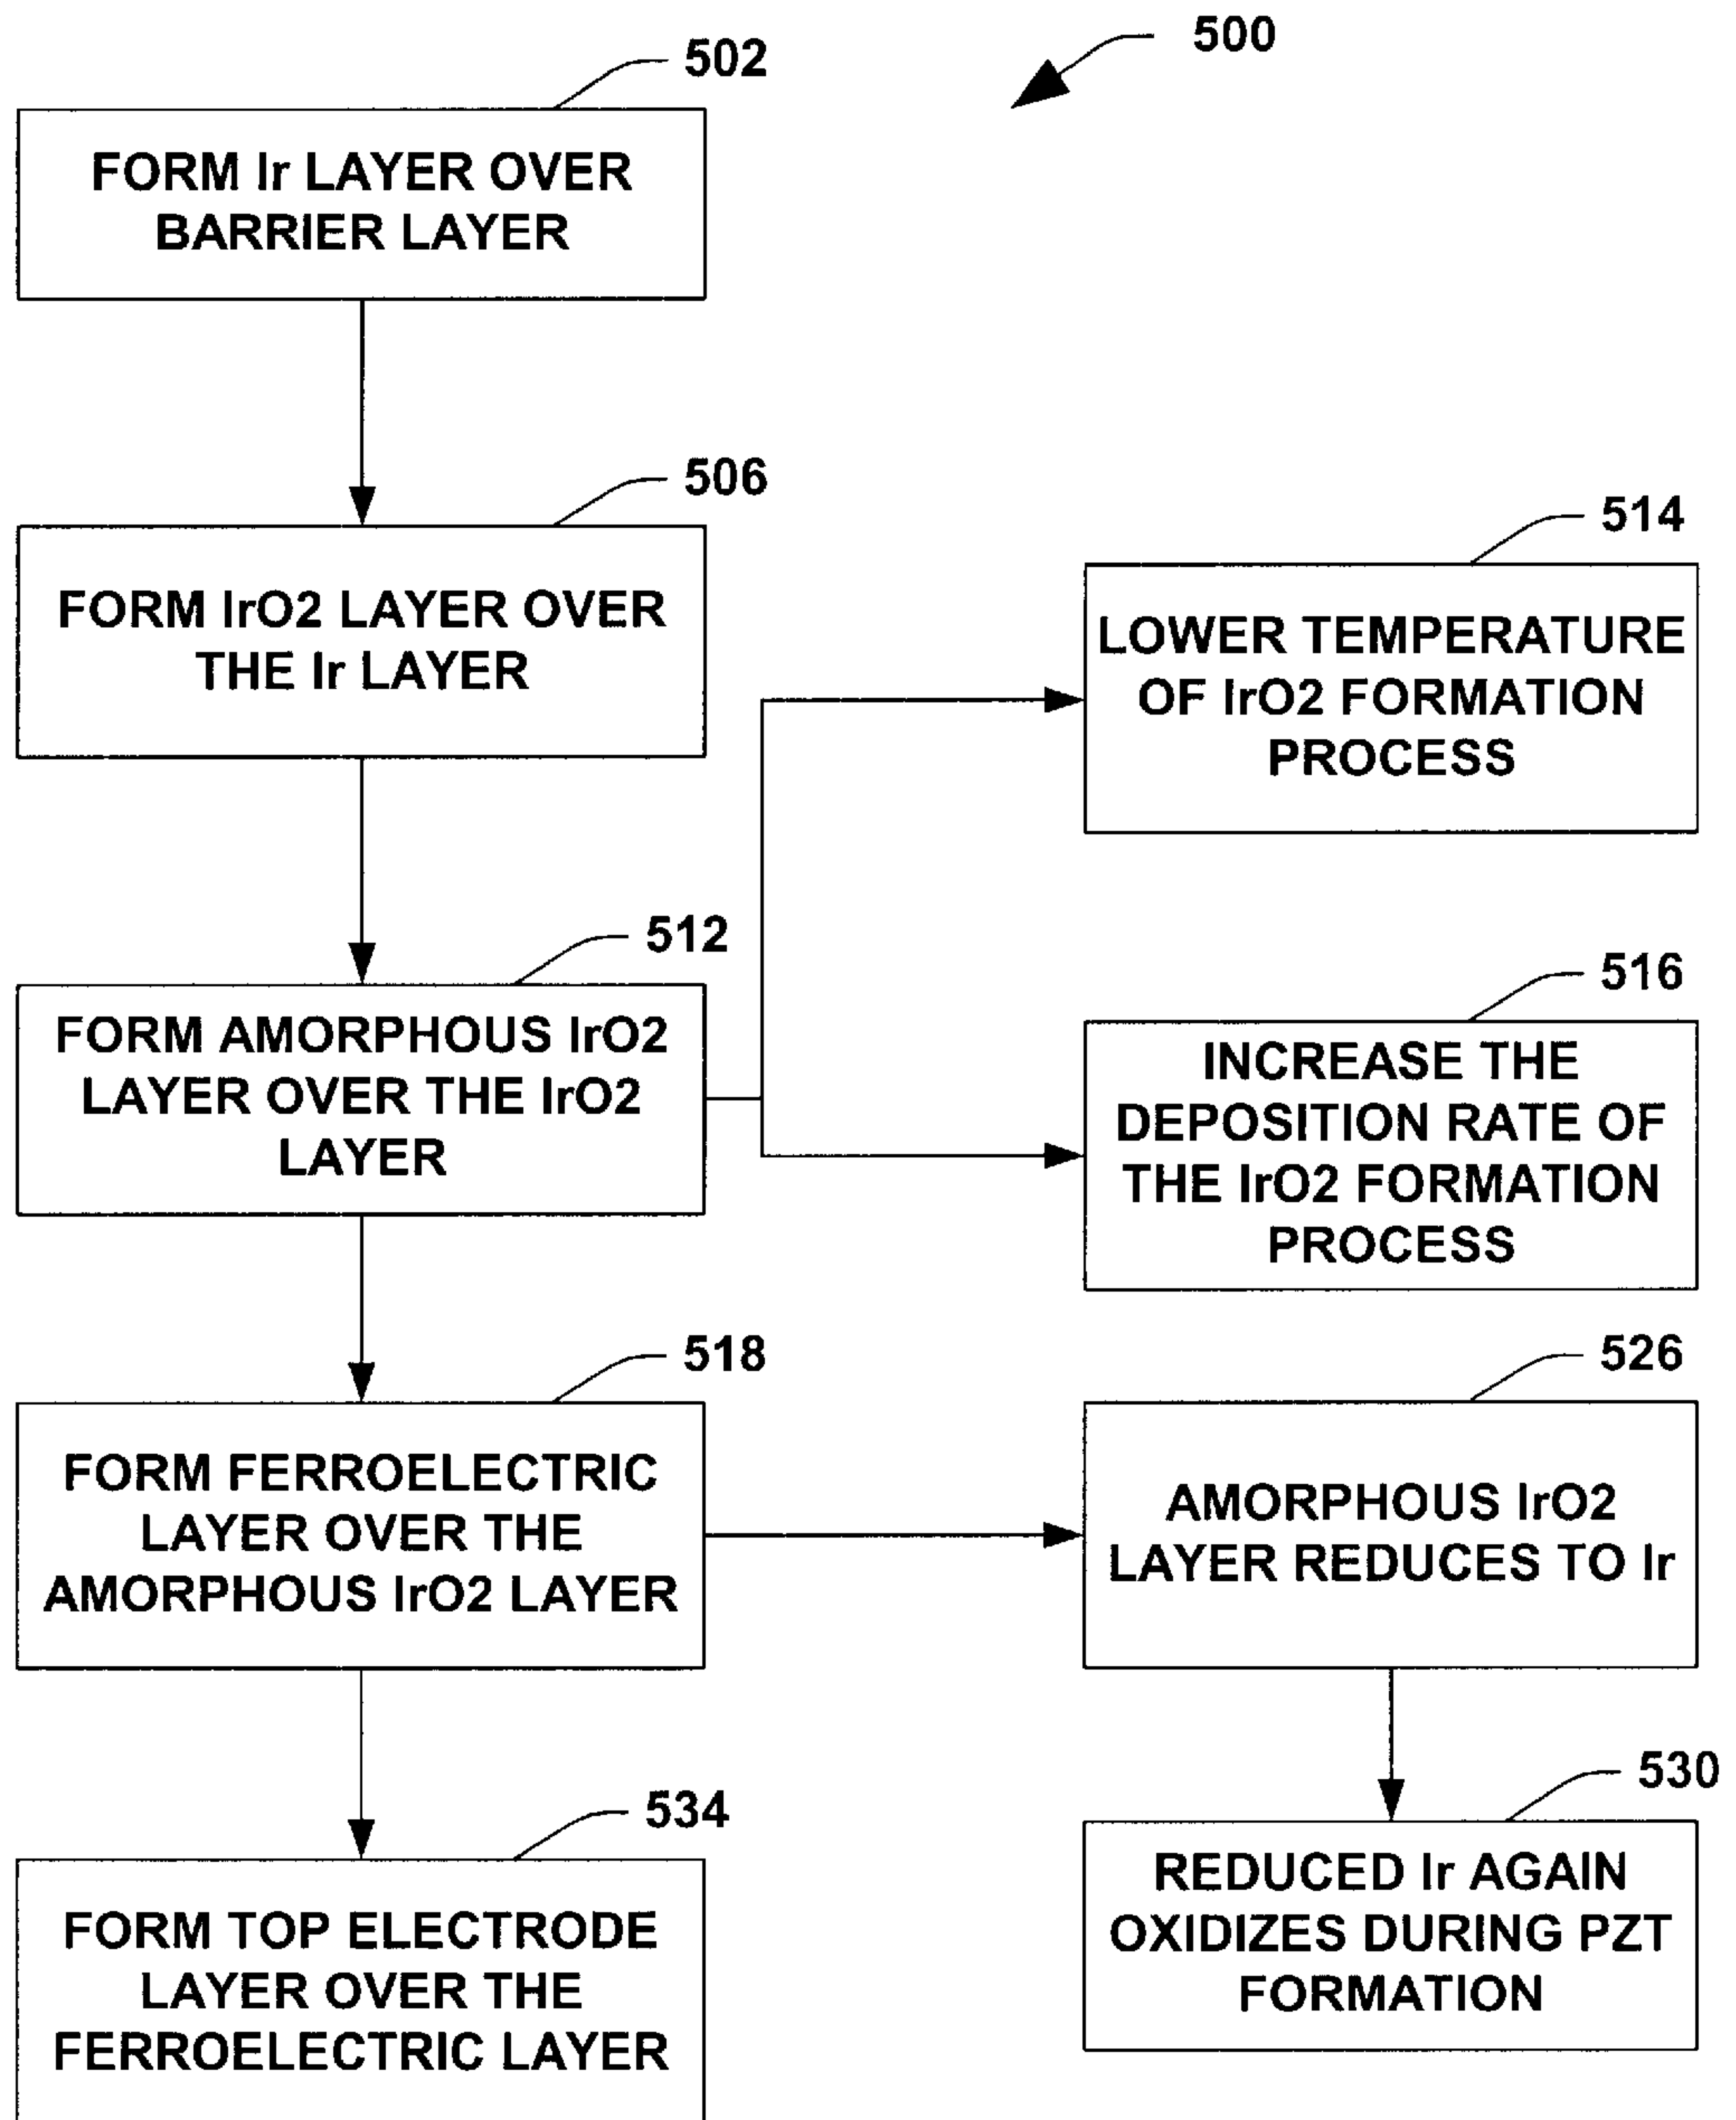 500
502
FORM Ir LAYER OVER
BARRIER LAYER
506
FORM IrO2 LAYER OVER
THE Ir LAYER
514
LOWER TEMPERATURE
OF IrO2 FORMATION
PROCESS
512
FORM AMORPHOUS IrO2
LAYER OVER THE IrO2
LAYER
516
INCREASE THE
DEPOSITION RATE OF
THE IrO2 FORMATION
PROCESS
518
FORM FERROELECTRIC
LAYER OVER THE
AMORPHOUS IrO2 LAYER
526
AMORPHOUS IrO2
LAYER REDUCES TO Ir
530
REDUCED Ir AGAIN
OXIDIZES DURING PZT
FORMATION
534
FORM TOP ELECTRODE
LAYER OVER THE
FERROELECTRIC LAYER